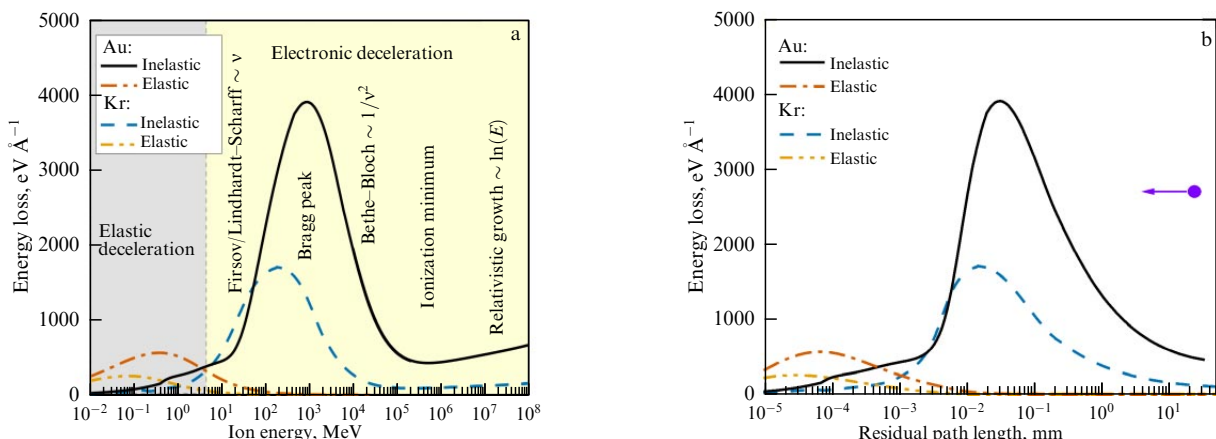 5000
4000
3000
2000
1000
0
Energy loss, eV Å⁻¹
a
Au:
Inelastic
Elastic
Kr:
Inelastic
Elastic
Electronic deceleration
Elastic
deceleration
Firsov/Lindhardt–Scharff ~ ν
Bragg peak
Bethe–Bloch ~ 1/ν²
Ionization minimum
Relativistic growth ~ ln(E)
10⁻² 10⁻¹ 10⁰ 10¹ 10² 10³ 10⁴ 10⁵ 10⁶ 10⁷ 10⁸
Ion energy, MeV
5000
4000
3000
2000
1000
0
Energy loss, eV Å⁻¹
b
Au:
Inelastic
Elastic
Kr:
Inelastic
Elastic
10⁻⁵ 10⁻⁴ 10⁻³ 10⁻² 10⁻¹ 10⁰ 10¹
Residual path length, mm